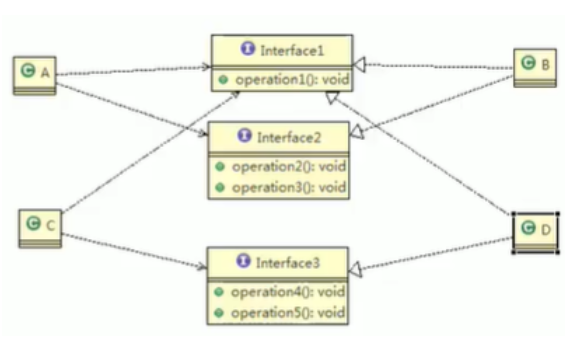 I Interface1
operation1(): void
C A
C B
I Interface2
operation2(): void
operation3(): void
C C
C D
I Interface3
operation4(): void
operation5(): void